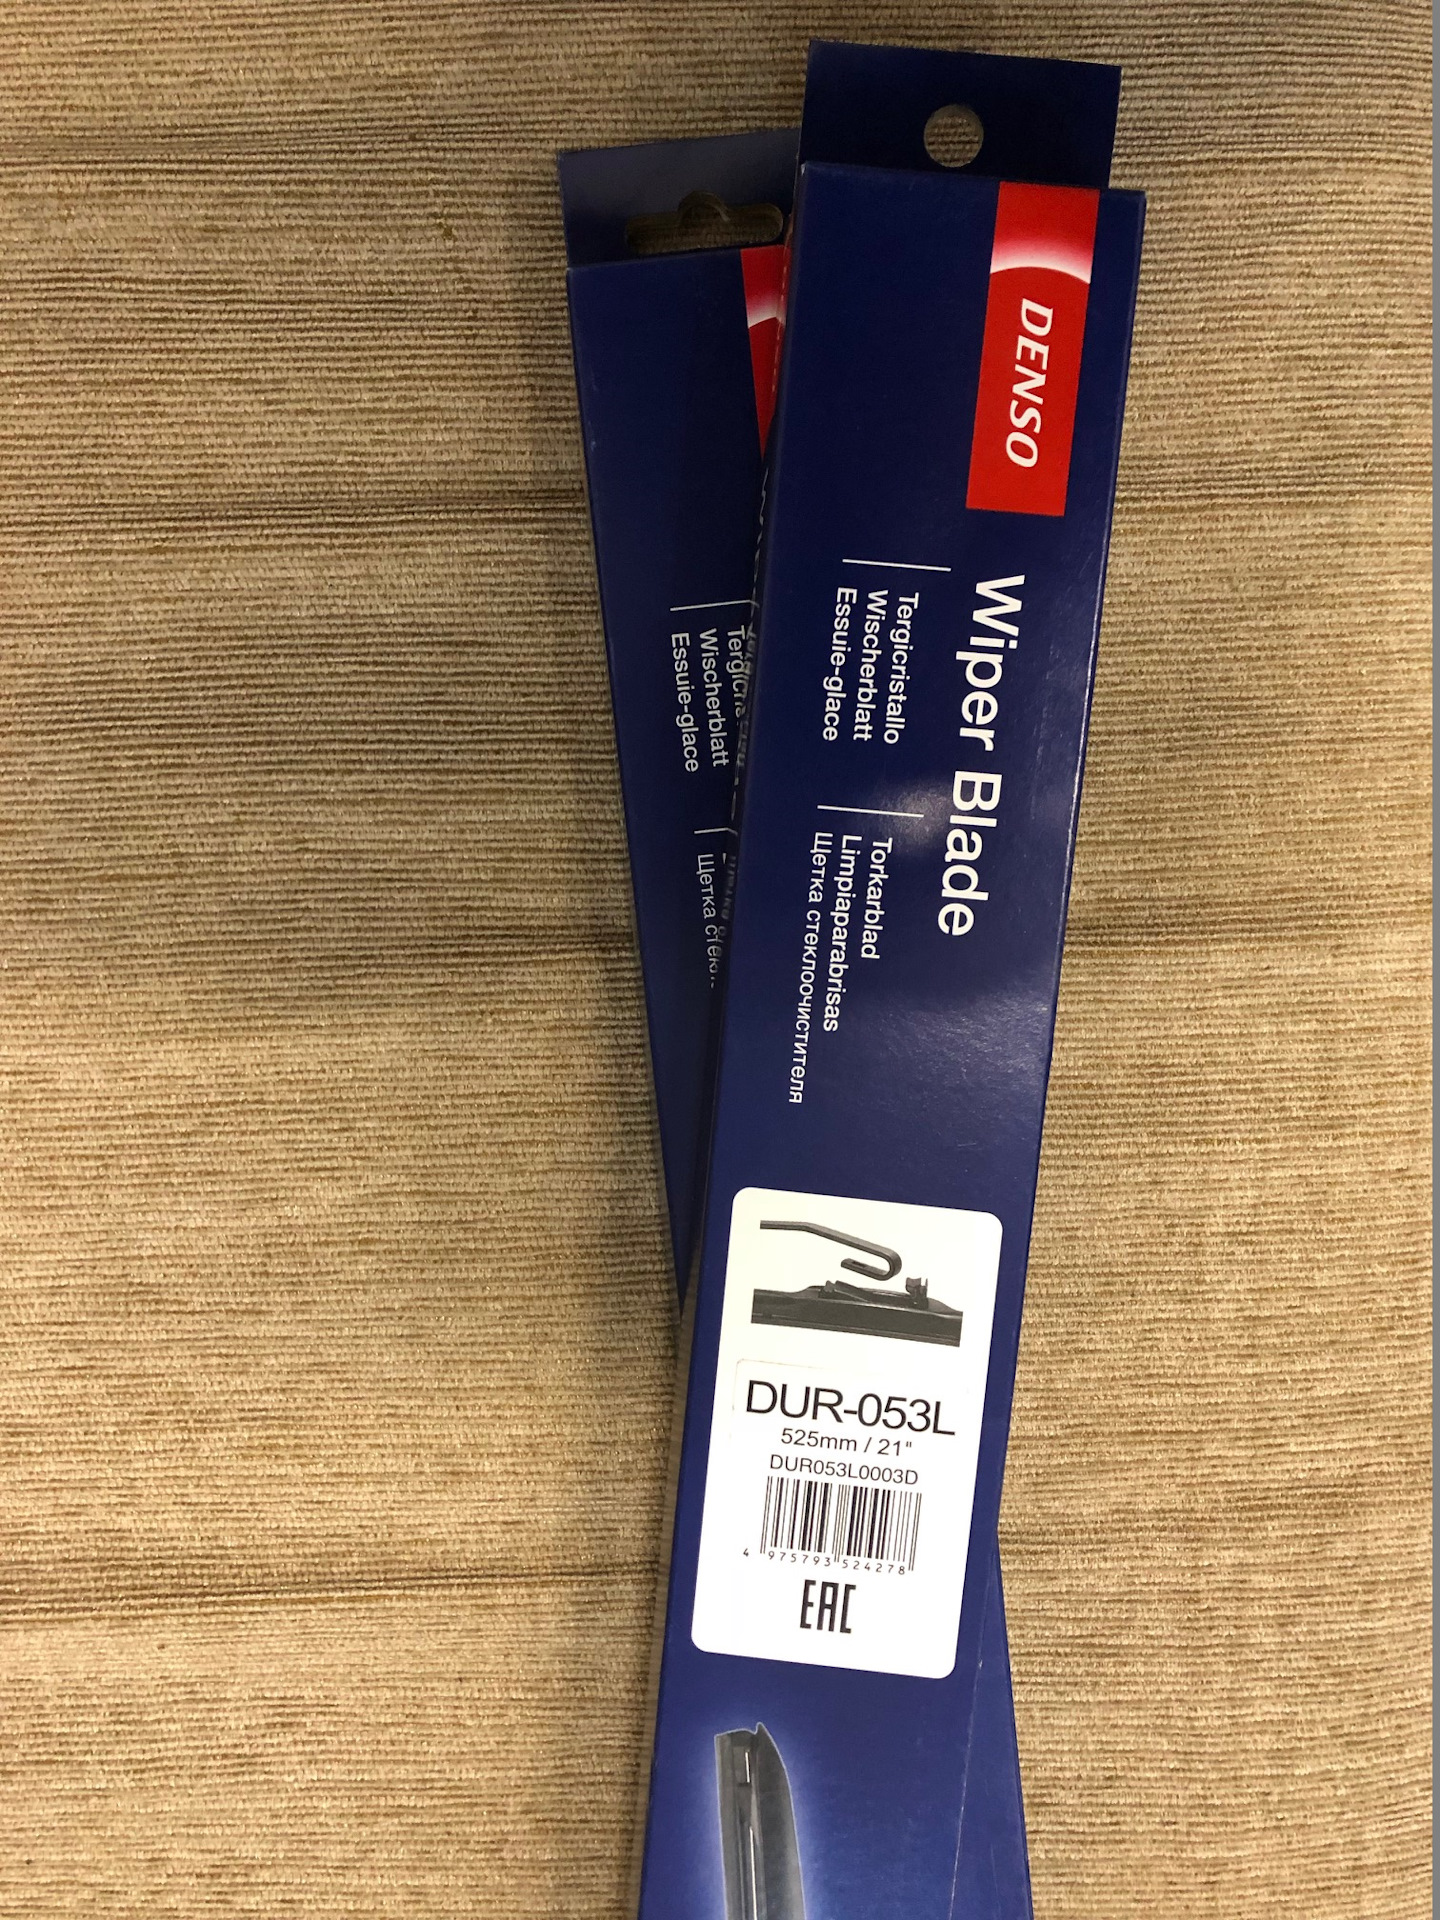 DENSO
Wiper Blade
Tergicristallo
Wischerblatt
Essuie-glace
Torkarblad
Limpiaparabrisas
Щетка стеклоочистителя
DUR-053L
525mm / 21"
DUR053L0003D
4 975793 524278
EAC
Wischerblatt
Essuie-glace
Щетка